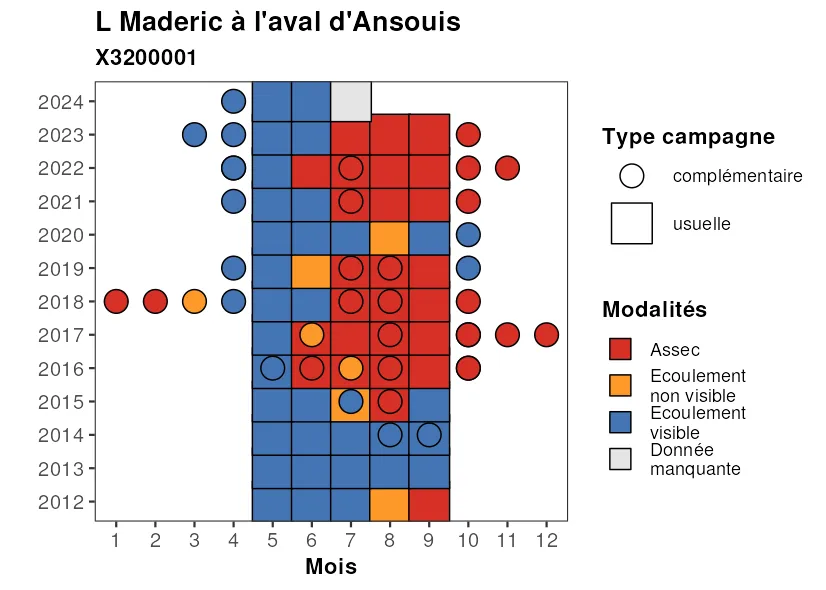 L Maderic à l'aval d'Ansouis
X3200001
2024
2023
2022
2021
2020
2019
2018
2017
2016
2015
2014
2013
2012
1 2 3 4 5 6 7 8 9 10 11 12
Mois
Type campagne
complémentaire
usuelle
Modalités
Assec
Ecoulement
non visible
Ecoulement
visible
Donnée
manquante